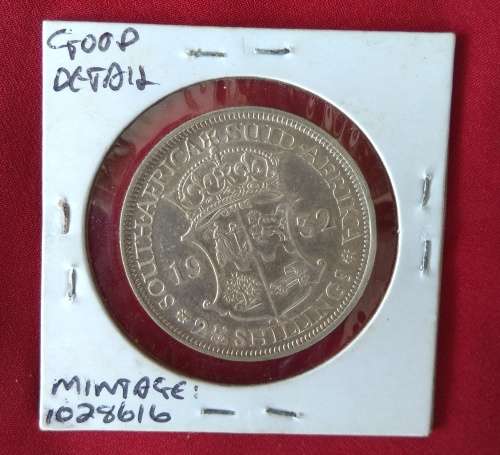 GOOD
DETAIL
SOUTH·AFRICA ★ SUID-AFRIKA
19 32
★ 2½ SHILLINGS ★
MINTAGE:
1028616